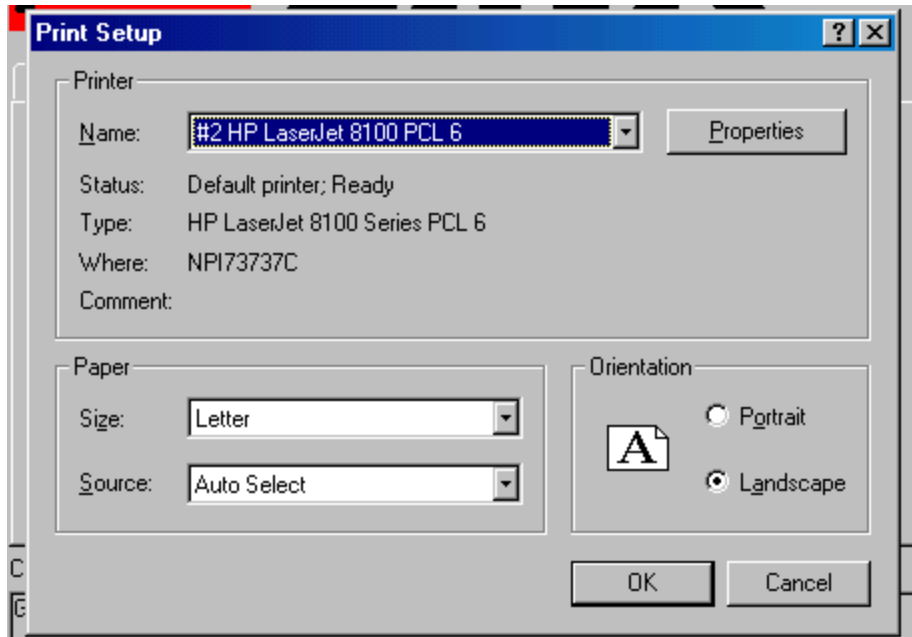 Print Setup
Printer
Name: #2 HP LaserJet 8100 PCL 6 Properties
Status: Default printer; Ready
Type: HP LaserJet 8100 Series PCL 6
Where: NPI73737C
Comment:
Paper
Orientation
Size: Letter
Portrait
A
Source: Auto Select
Landscape
OK Cancel
C